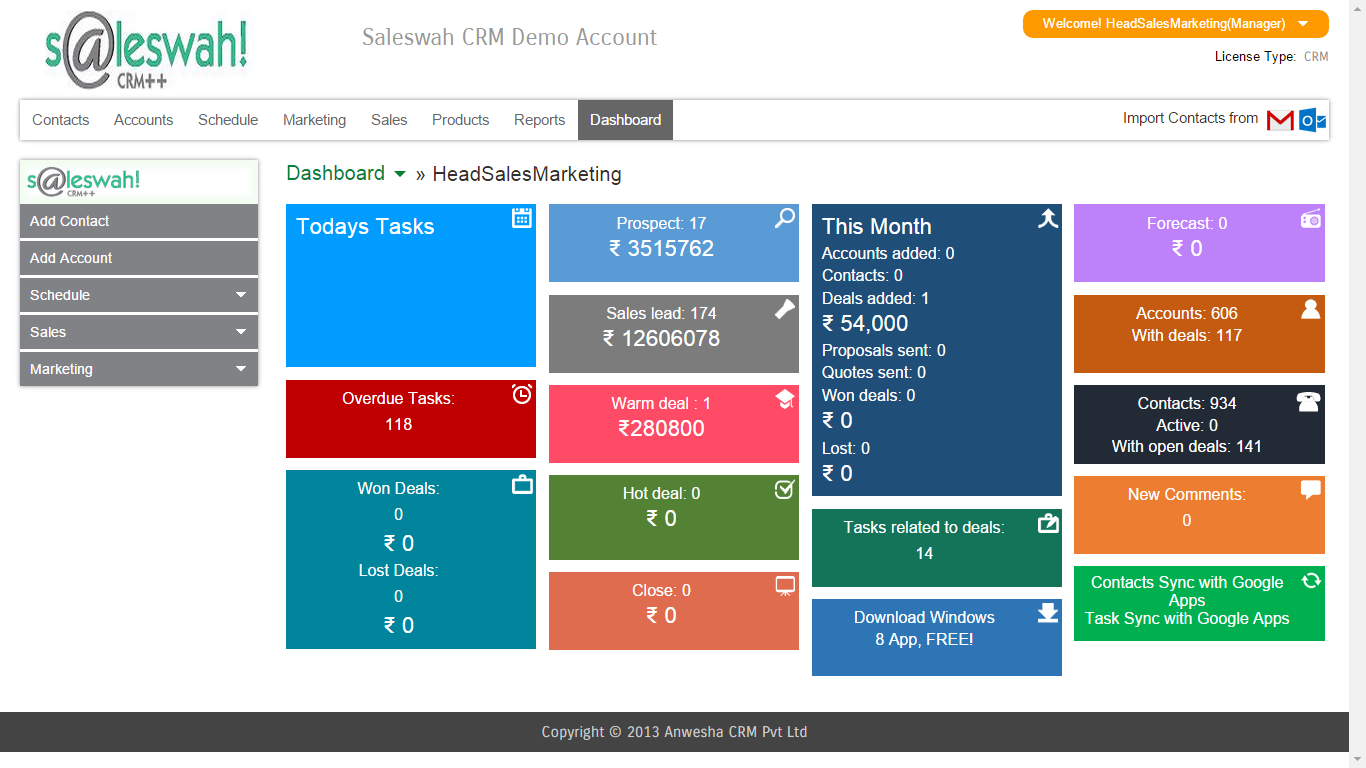 s@leswah!
CRM++
Saleswah CRM Demo Account
Welcome! HeadSalesMarketing(Manager)
License Type: CRM
Contacts Accounts Schedule Marketing Sales Products Reports Dashboard
Import Contacts from
s@leswah!
CRM++
Add Contact
Add Account
Schedule
Sales
Marketing
Dashboard » HeadSalesMarketing
Todays Tasks
Overdue Tasks:
118
Won Deals:
0
₹ 0
Lost Deals:
0
₹ 0
Prospect: 17
₹ 3515762
Sales lead: 174
₹ 12606078
Warm deal : 1
₹280800
Hot deal: 0
₹ 0
Close: 0
₹ 0
This Month
Accounts added: 0
Contacts: 0
Deals added: 1
₹ 54,000
Proposals sent: 0
Quotes sent: 0
Won deals: 0
₹ 0
Lost: 0
₹ 0
Tasks related to deals:
14
Download Windows
8 App, FREE!
Forecast: 0
₹ 0
Accounts: 606
With deals: 117
Contacts: 934
Active: 0
With open deals: 141
New Comments:
0
Contacts Sync with Google
Apps
Task Sync with Google Apps
Copyright © 2013 Anwesha CRM Pvt Ltd